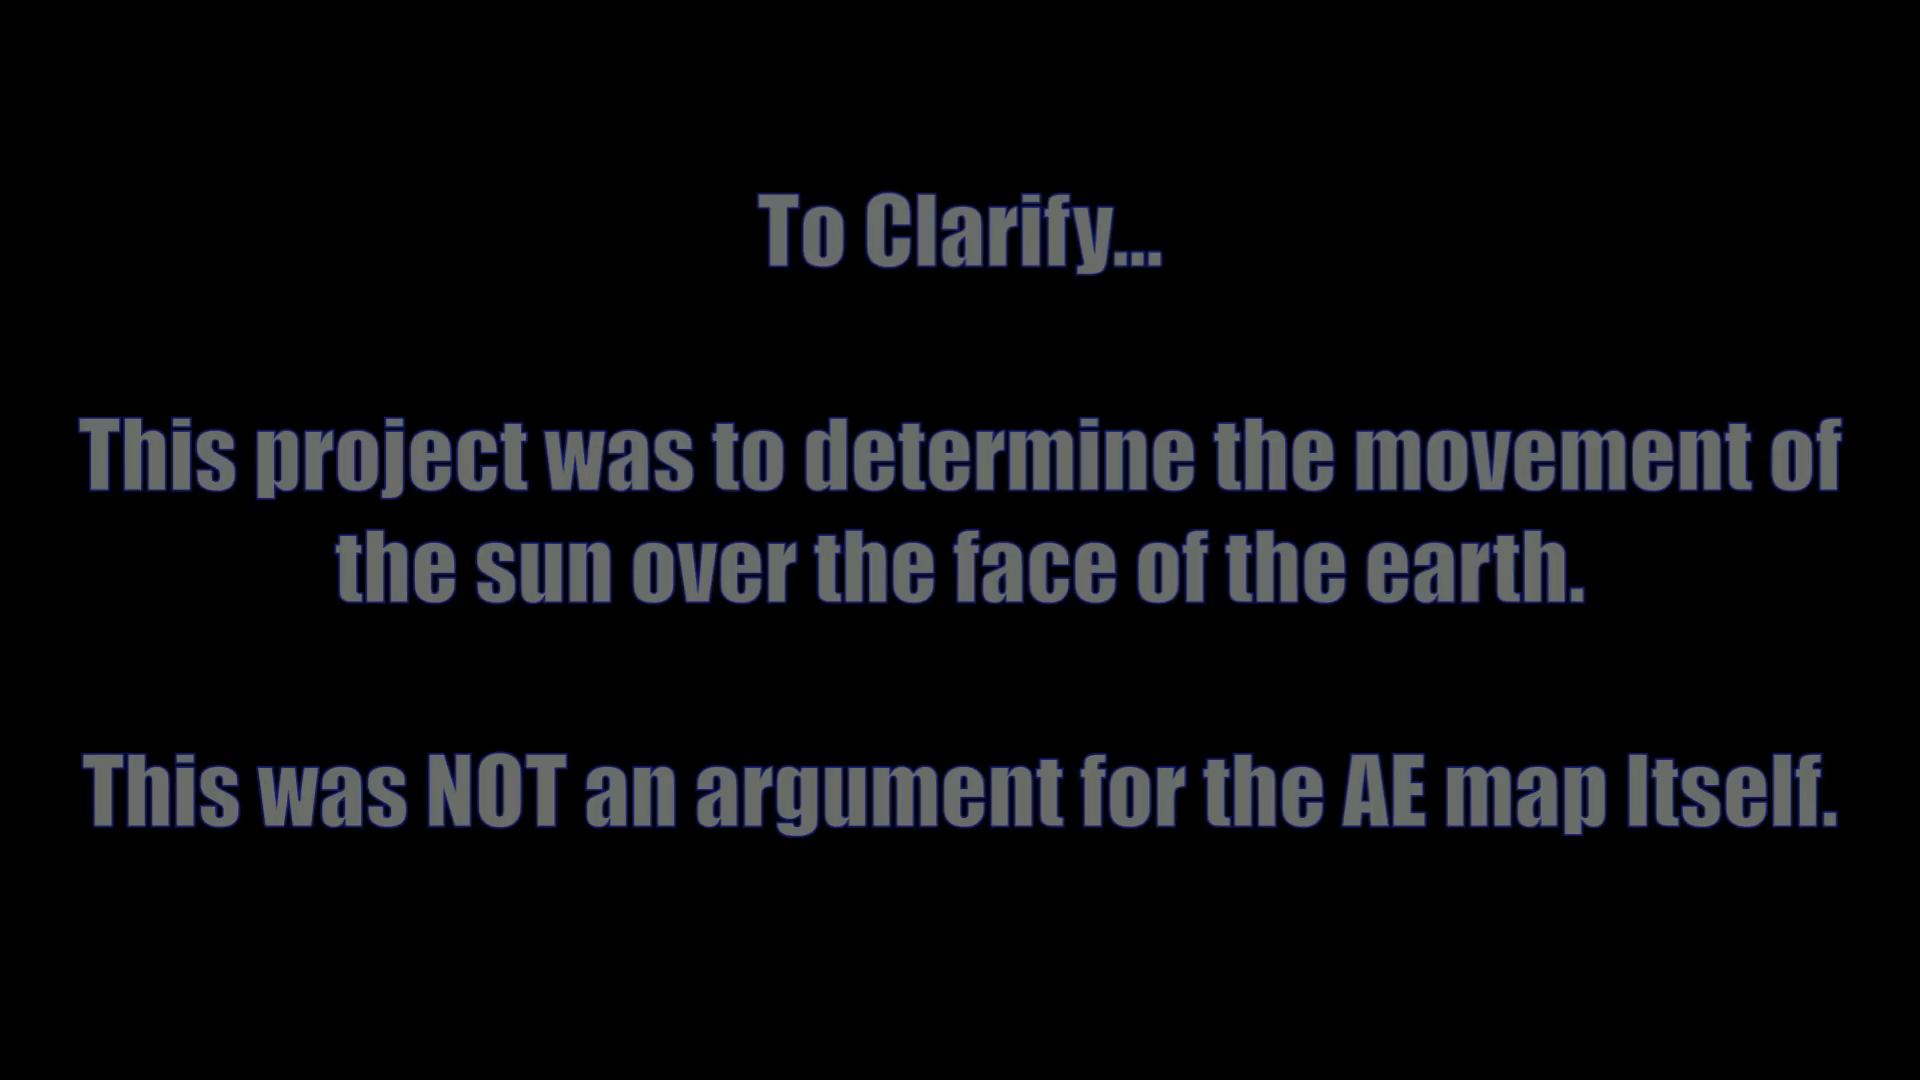 To Clarify...
This project was to determine the movement of
the sun over the face of the earth.
This was NOT an argument for the AE map Itself.